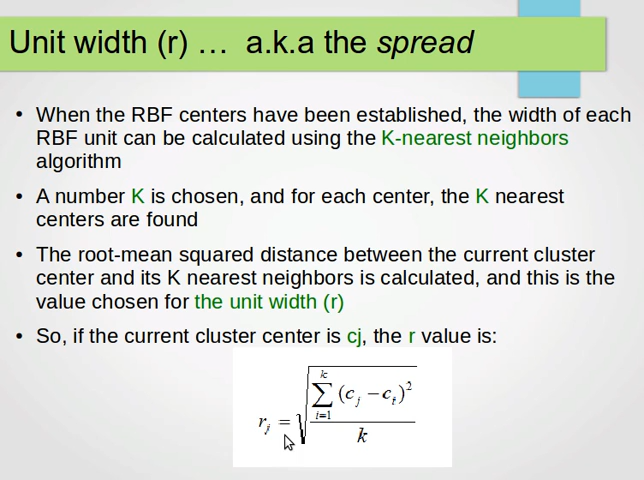 Unit width (r) … a.k.a the spread
• When the RBF centers have been established, the width of each
RBF unit can be calculated using the K-nearest neighbors
algorithm
• A number K is chosen, and for each center, the K nearest
centers are found
• The root-mean squared distance between the current cluster
center and its K nearest neighbors is calculated, and this is the
value chosen for the unit width (r)
• So, if the current cluster center is cj, the r value is:
r_j = √(∑_{i=1}^{k} (c_j − c_t)^2 / k)